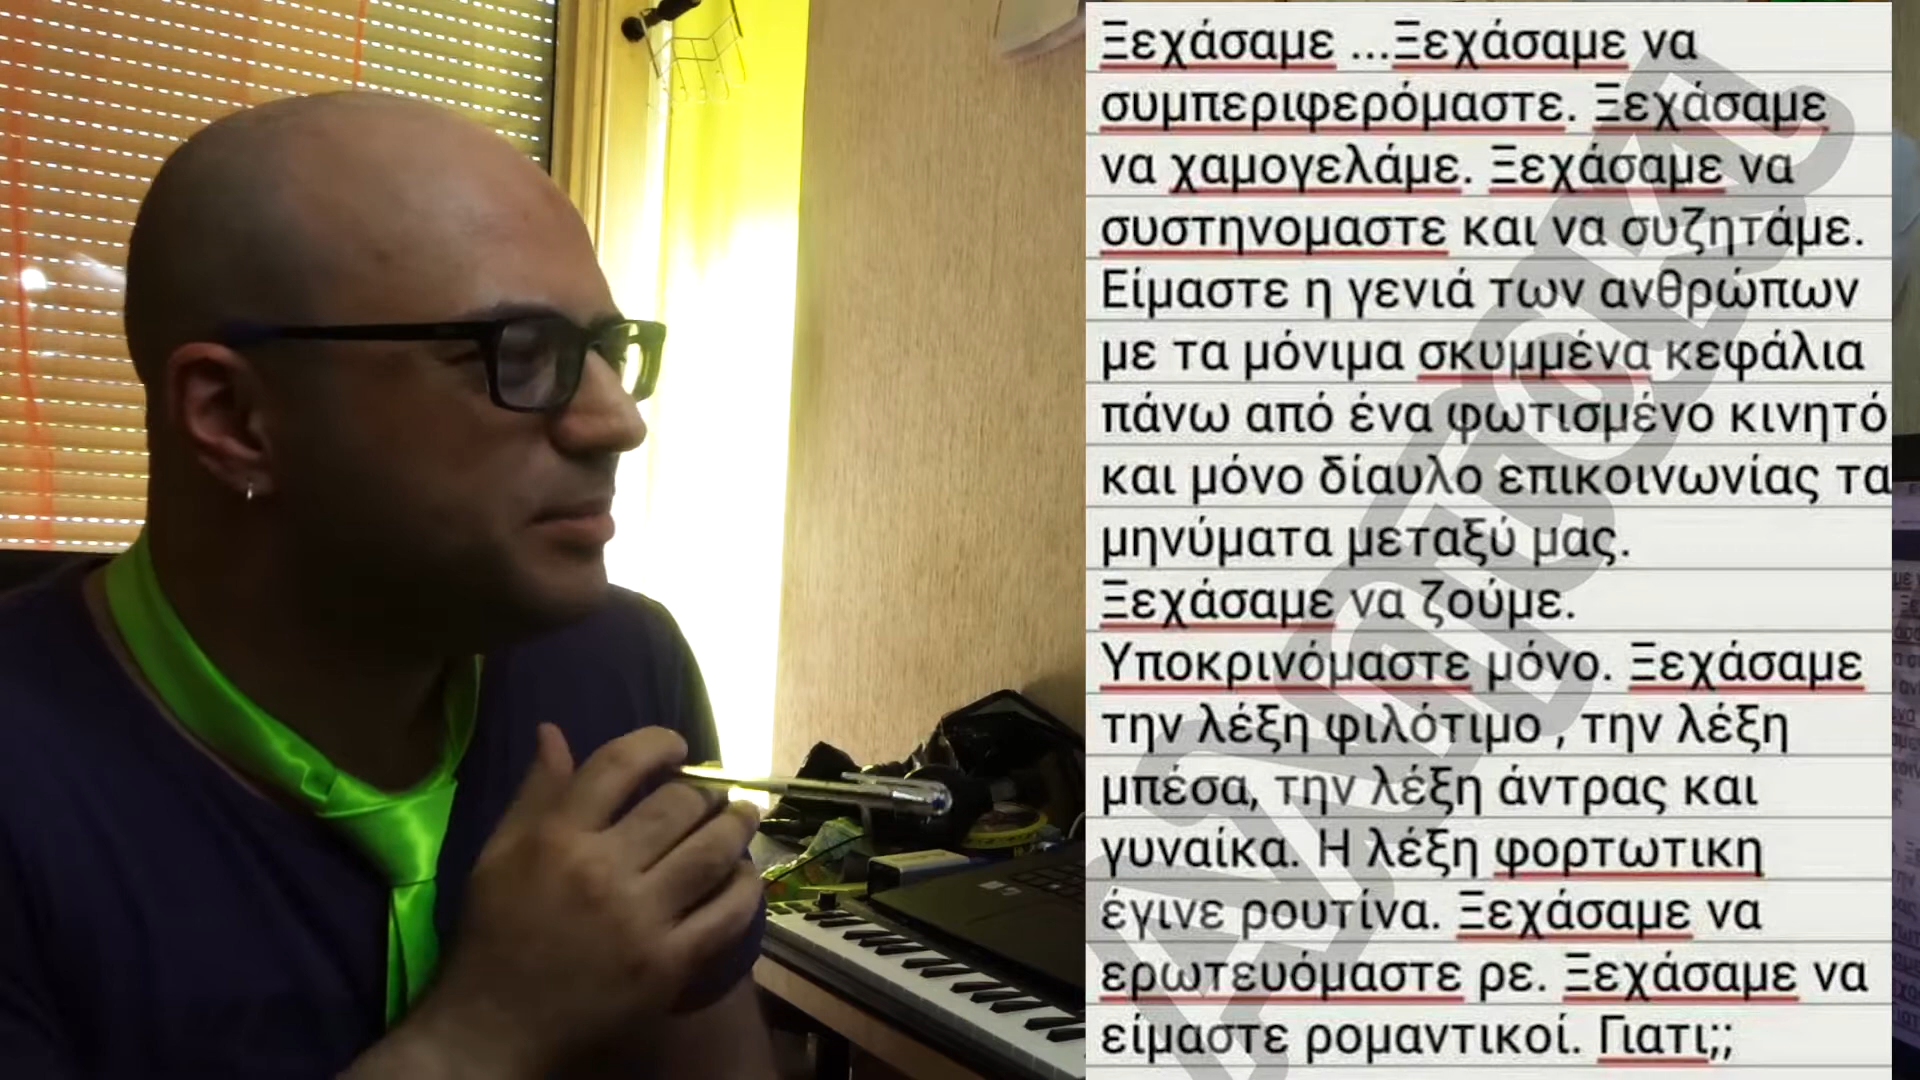 Ξεχάσαμε ...Ξεχάσαμε να
συμπεριφερόμαστε. Ξεχάσαμε
να χαμογελάμε. Ξεχάσαμε να
συστηνομαστε και να συζητάμε.
Είμαστε η γενιά των ανθρώπων
με τα μόνιμα σκυμμένα κεφάλια
πάνω από ένα φωτισμένο κινητό
και μόνο δίαυλο επικοινωνίας τα
μηνύματα μεταξύ μας.
Ξεχάσαμε να ζούμε.
Υποκρινόμαστε μόνο. Ξεχάσαμε
την λέξη φιλότιμο , την λέξη
μπέσα, την λέξη άντρας και
γυναίκα. Η λέξη φορτωτικη
έγινε ρουτίνα. Ξεχάσαμε να
ερωτευόμαστε ρε. Ξεχάσαμε να
είμαστε ρομαντικοί. Γιατι;;